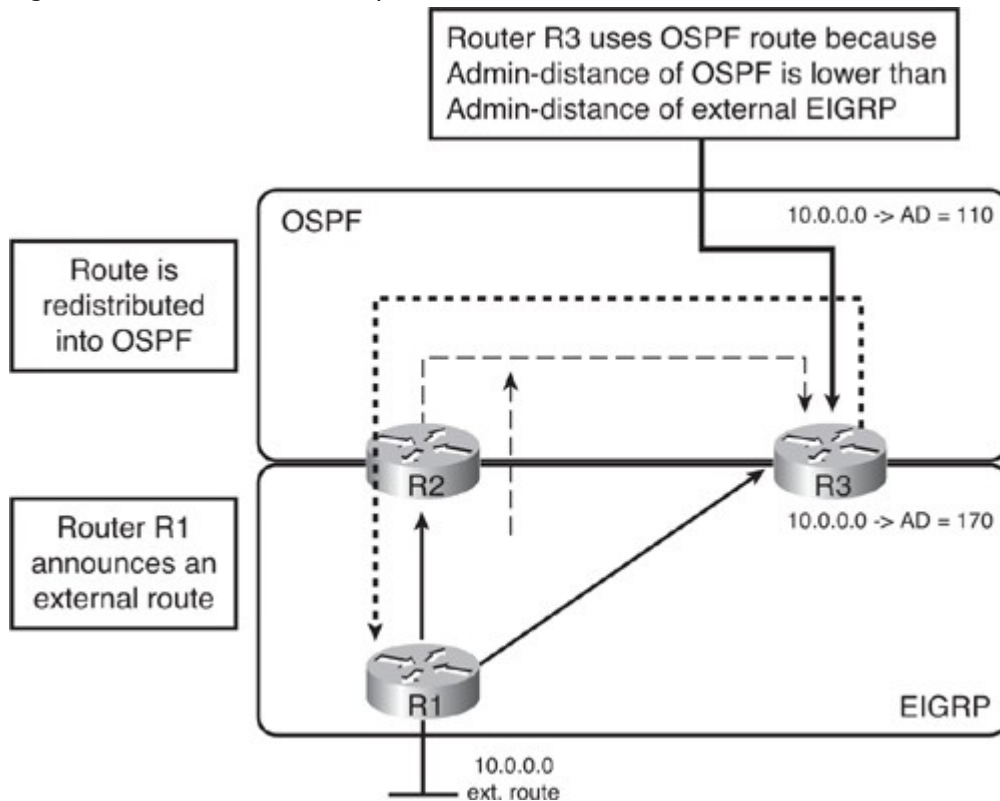 Router R3 uses OSPF route because
Admin-distance of OSPF is lower than
Admin-distance of external EIGRP
OSPF
10.0.0.0 -> AD = 110
Route is
redistributed
into OSPF
R2
R3
Router R1
announces an
external route
10.0.0.0 -> AD = 170
R1
EIGRP
10.0.0.0
ext. route